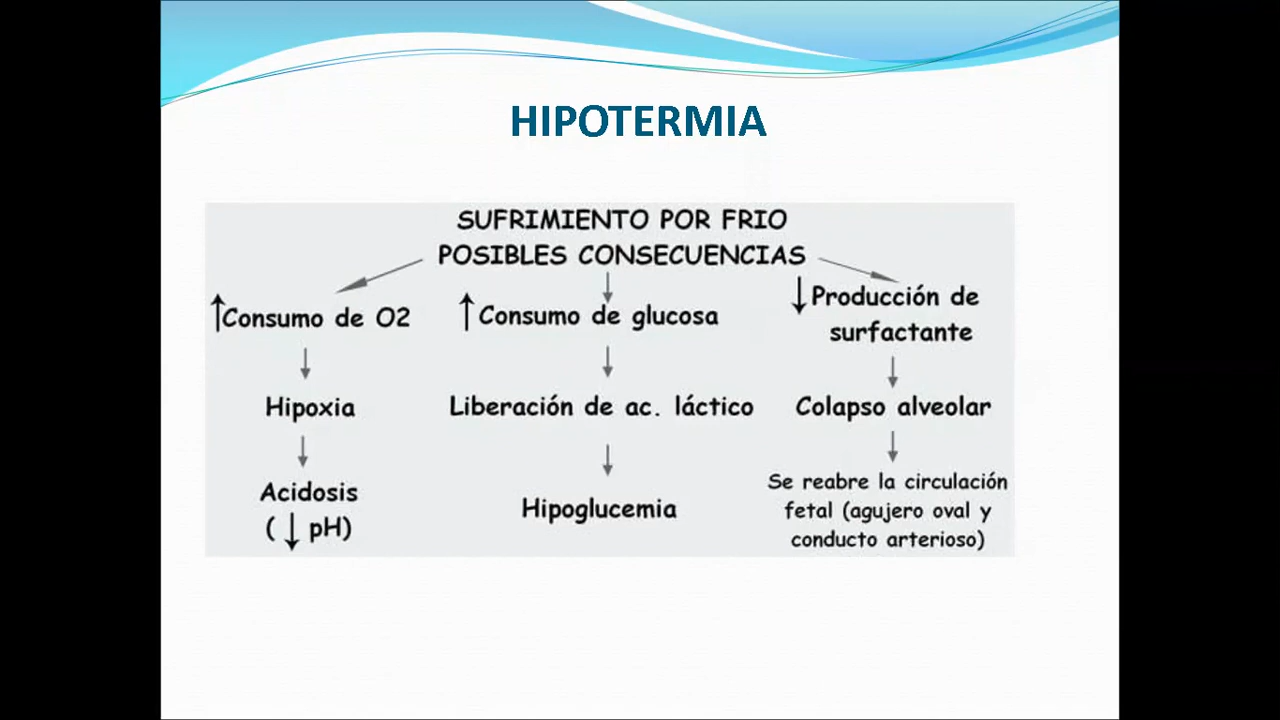 HIPOTERMIA
SUFRIMIENTO POR FRIO
POSIBLES CONSECUENCIAS
↑Consumo de O2
Hipoxia
Acidosis
(↓ pH)
↑ Consumo de glucosa
Liberación de ac. láctico
Hipoglucemia
↓Producción de
surfactante
Colapso alveolar
Se reabre la circulación
fetal (agujero oval y
conducto arterioso)